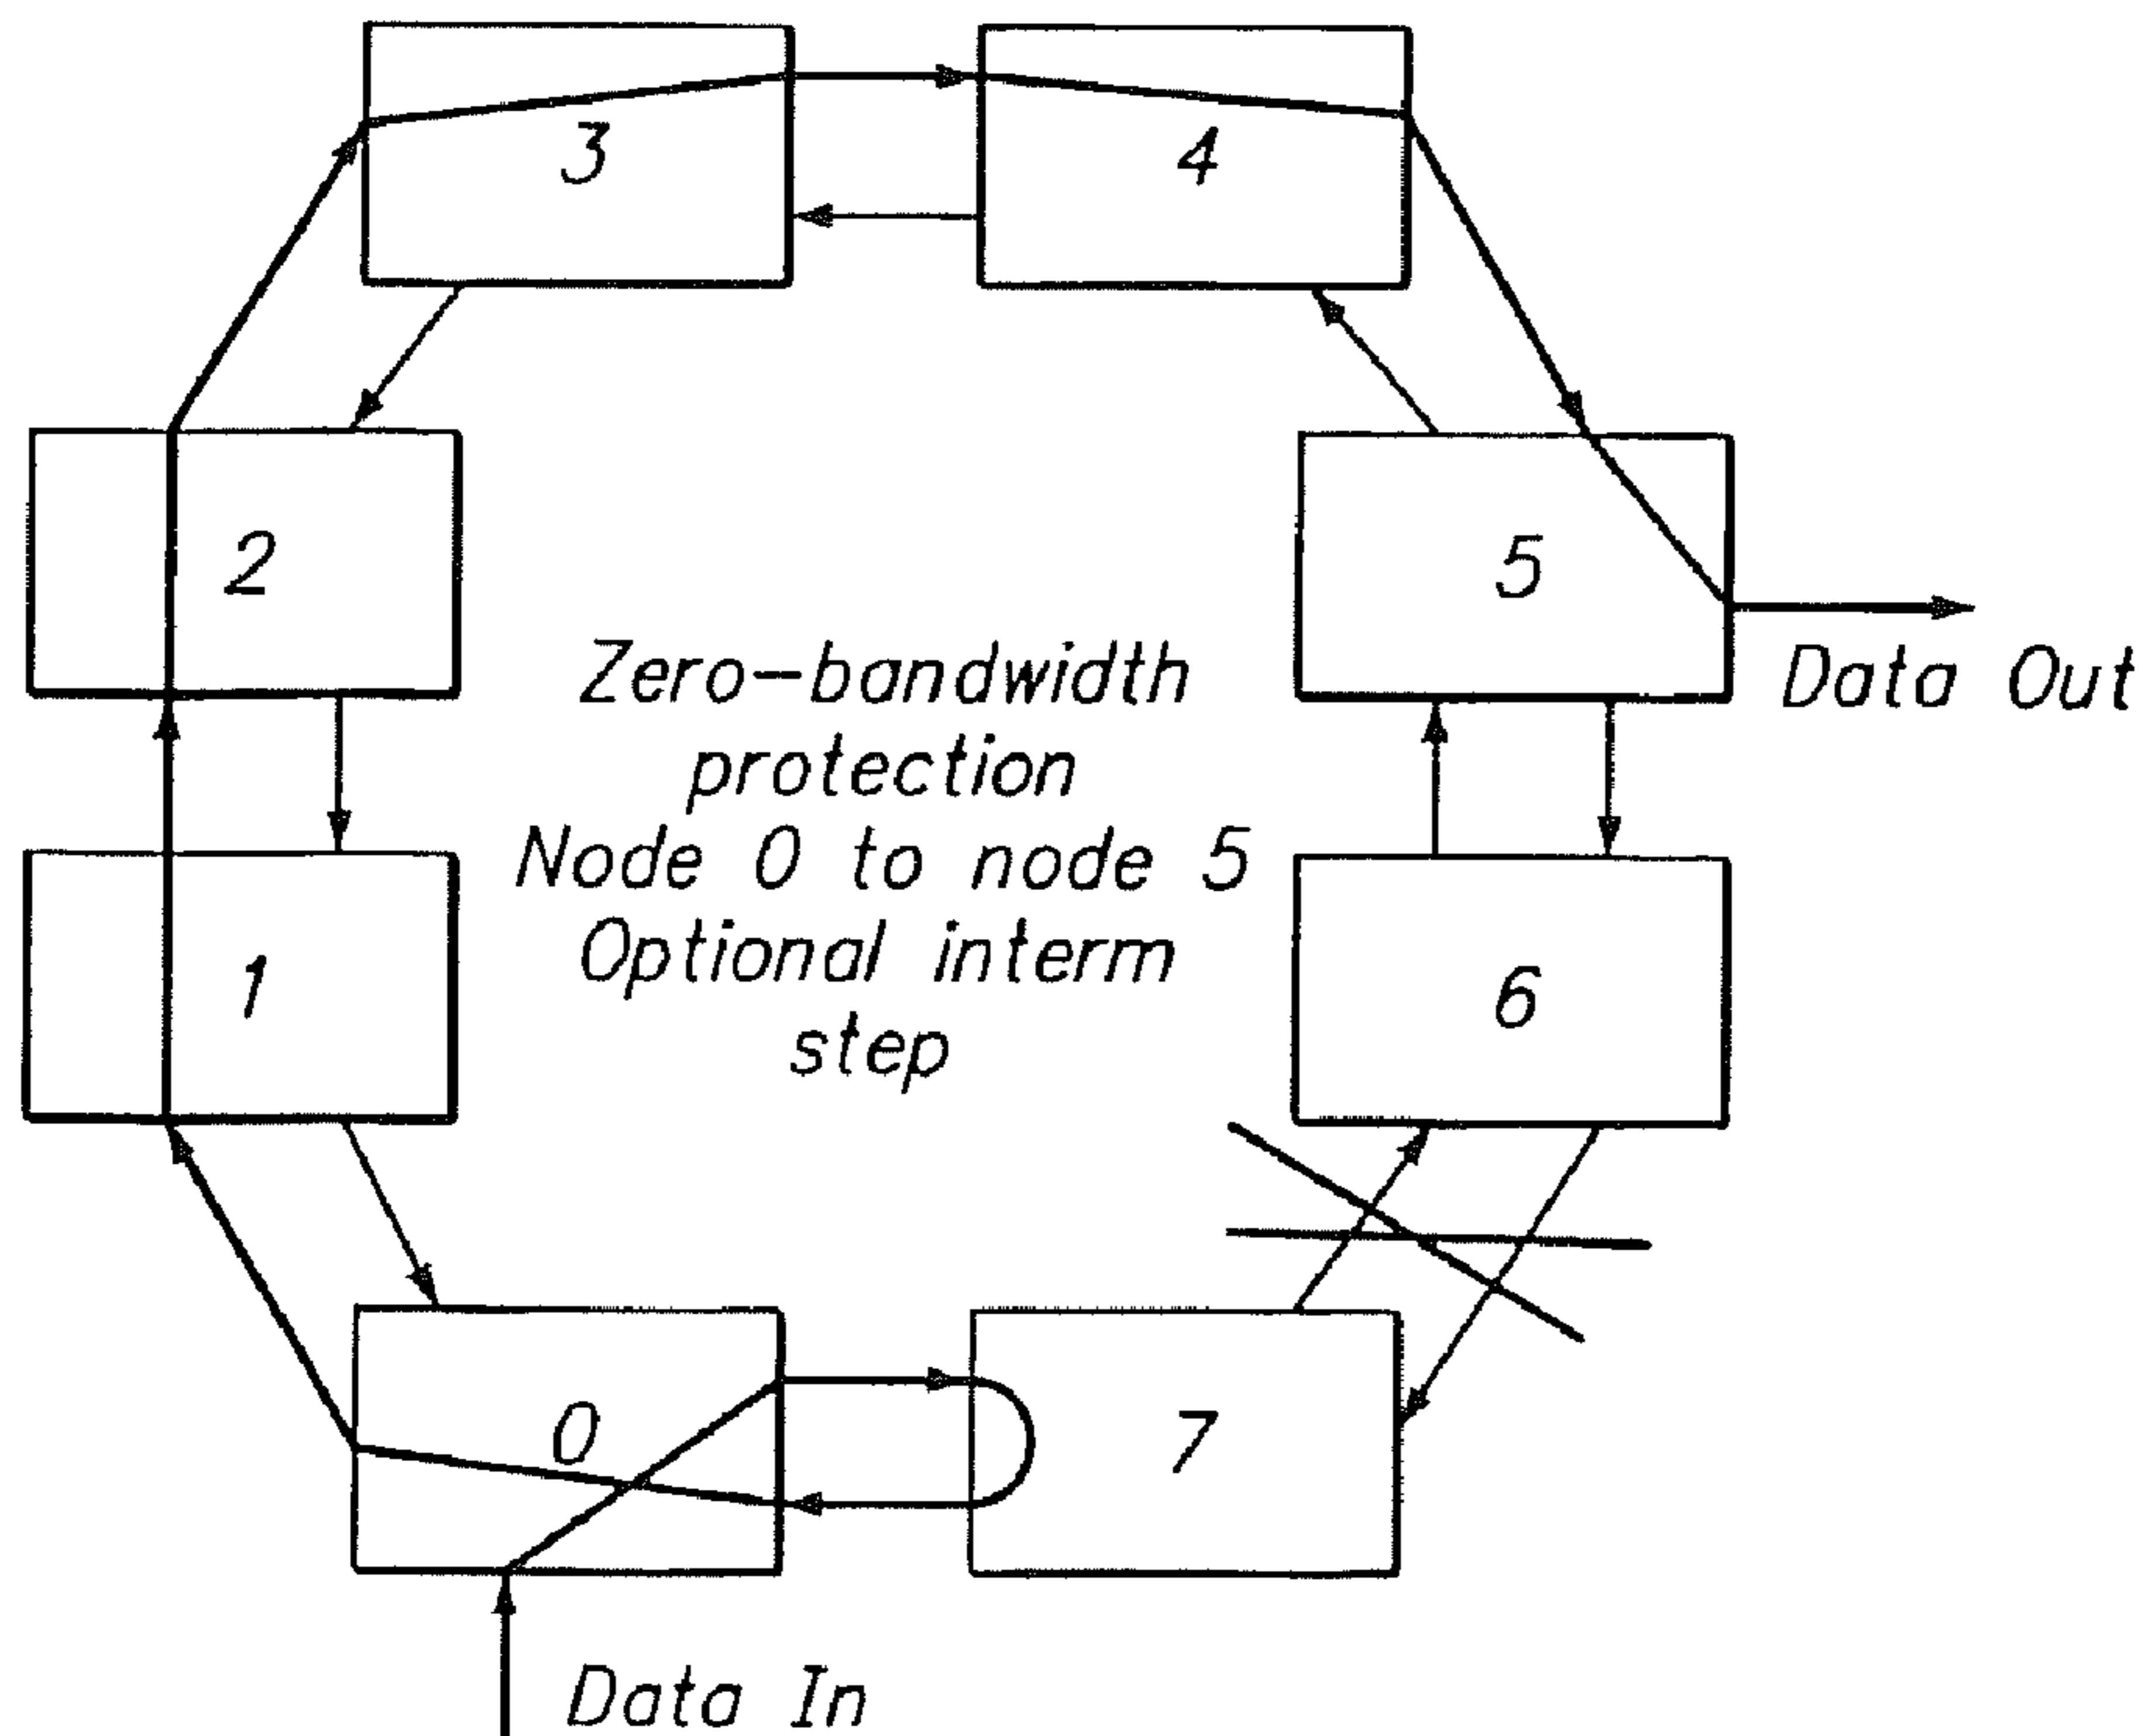 3
4
2
5
Data Out
Zero-bandwidth
protection
Node 0 to node 5
Optional interm
step
1
6
0
7
Data In